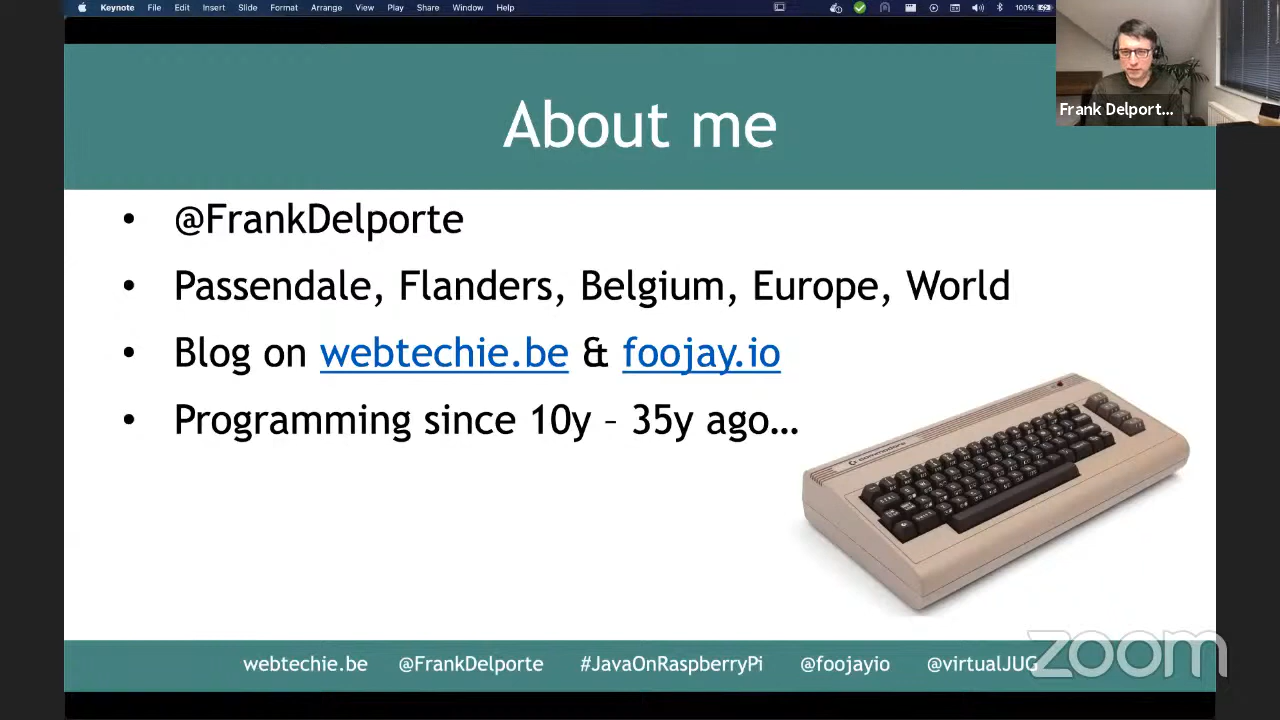 Keynote File Edit Insert Slide Format Arrange View Play Share Window Help 100%
Frank Delport...
About me
• @FrankDelporte
• Passendale, Flanders, Belgium, Europe, World
• Blog on webtechie.be & foojay.io
• Programming since 10y – 35y ago…
commodore
webtechie.be @FrankDelporte #JavaOnRaspberryPi @foojayio @virtualJUG
zoom